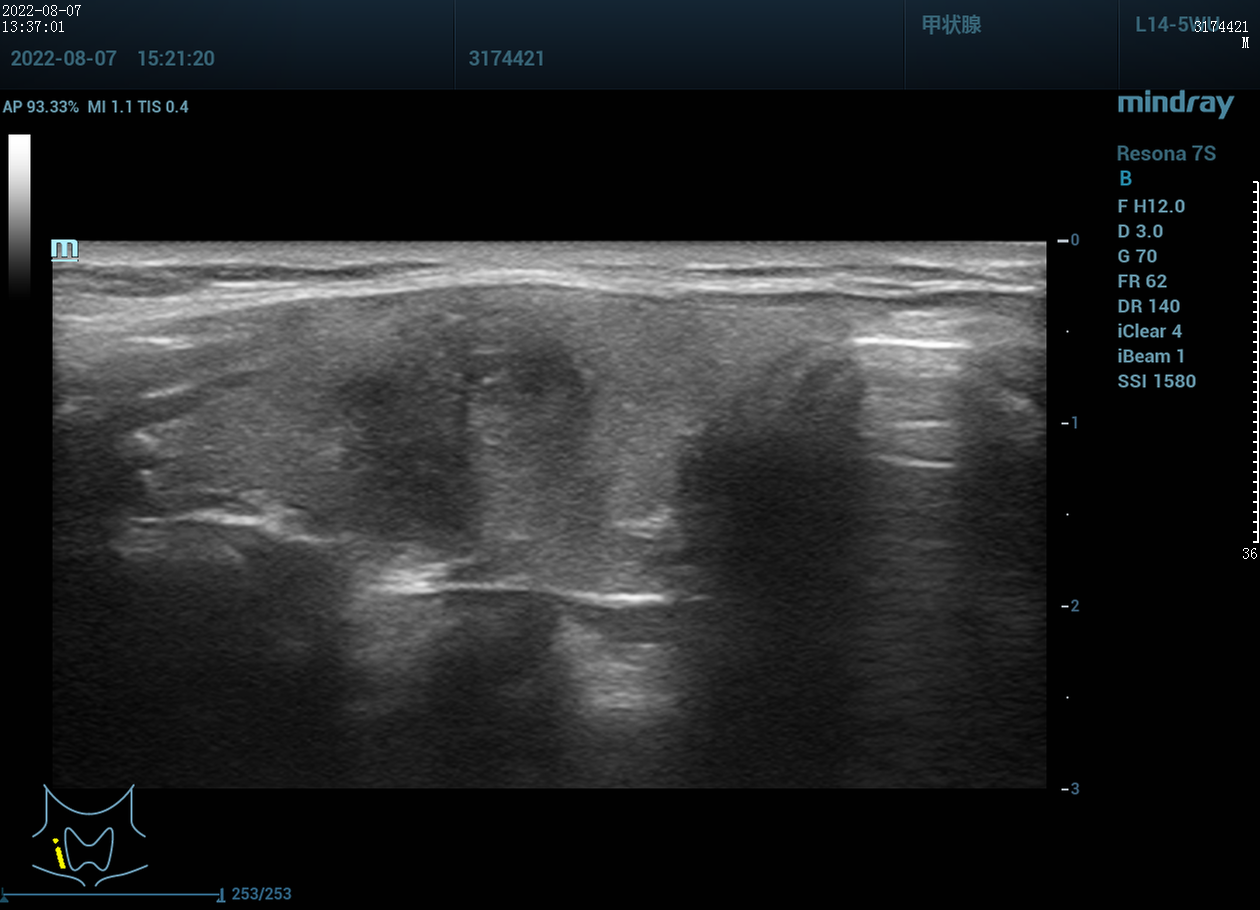 2022-08-07
13:37:01
2022-08-07 15:21:20
3174421
甲状腺
3174421
M
AP 93.33% MI 1.1 TIS 0.4
mindray
Resona 7S
B
F H12.0
D 3.0
G 70
FR 62
DR 140
iClear 4
iBeam 1
SSI 1580
m
0
1
2
3
36
253/253